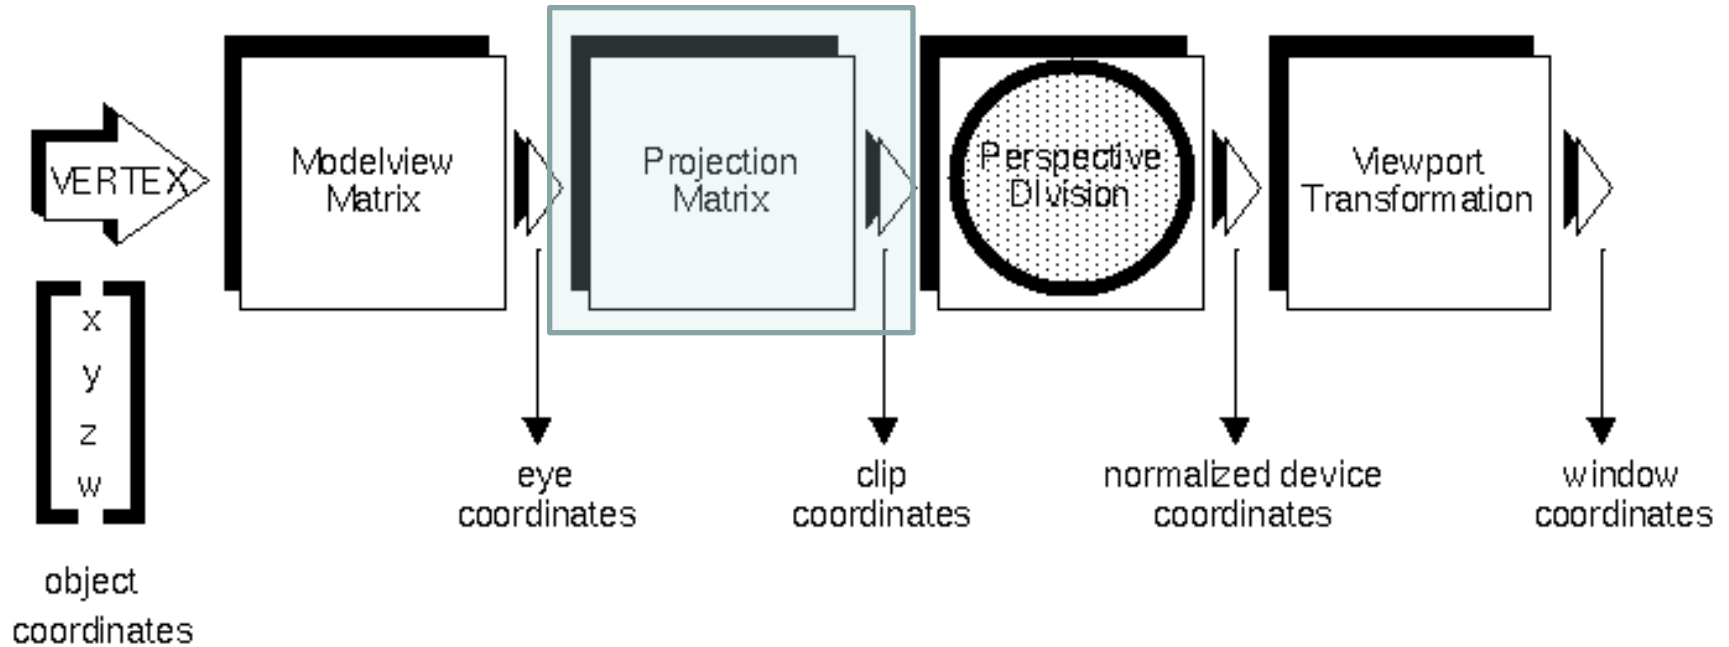 VERTEX
x
y
z
w
object
coordinates
Modelview
Matrix
eye
coordinates
Projection
Matrix
clip
coordinates
Perspective
DIvision
normalized device
coordinates
Viewport
Transformation
window
coordinates